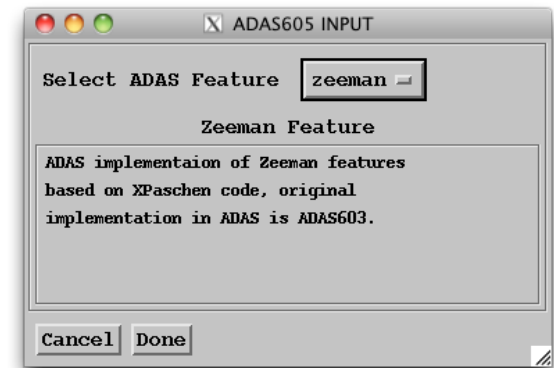 ADAS605 INPUT
Select ADAS Feature zeeman
Zeeman Feature
ADAS implementaion of Zeeman features
based on XPaschen code, original
implementation in ADAS is ADAS603.
Cancel Done